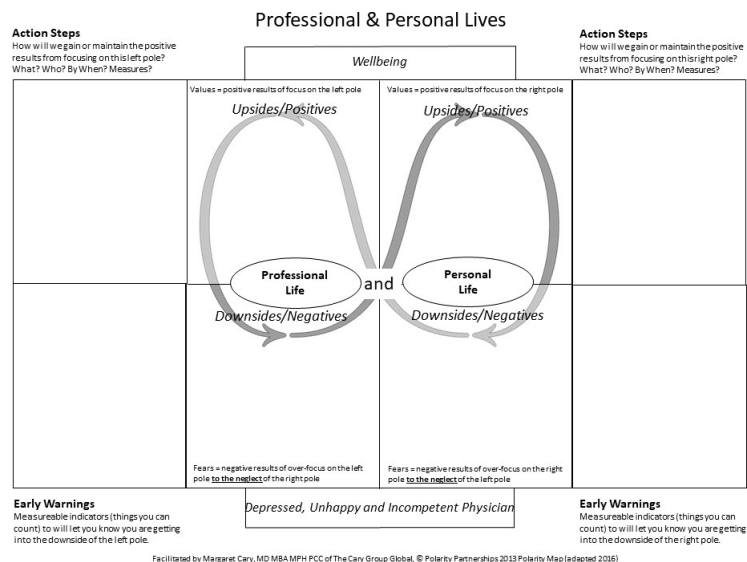 Professional & Personal Lives
Action Steps
How will we gain or maintain the positive
results from focusing on this left pole?
What? Who? By When? Measures?
Wellbeing
Action Steps
How will we gain or maintain the positive
results from focusing on this right pole?
What? Who? By When? Measures?
Values = positive results of focus on the left pole
Upsides/Positives
Values = positive results of focus on the right pole
Upsides/Positives
Professional
Life
and
Personal
Life
Downsides/Negatives
Downsides/Negatives
Fears = negative results of over-focus on the left
pole to the neglect of the right pole
Fears = negative results of over-focus on the right
pole to the neglect of the left pole
Early Warnings
Measureable indicators (things you can
count) to will let you know you are getting
into the downside of the left pole.
Depressed, Unhappy and Incompetent Physician
Early Warnings
Measureable indicators (things you can
count) to will let you know you are getting
into the downside of the right pole.
Facilitated by Margaret Cary, MD MBA MPH PCC of The Cary Group Global, © Polarity Partnerships 2013 Polarity Map (adapted 2016)